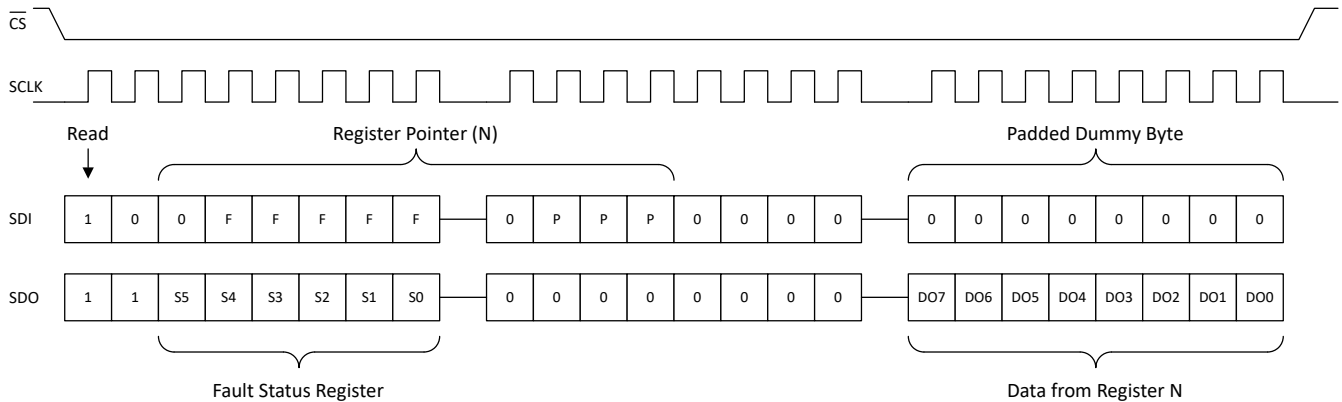 CS
SCLK
Read Register Pointer (N) Padded Dummy Byte
SDI 1 0 0 F F F F F 0 P P P 0 0 0 0 0 0 0 0 0 0 0 0
SDO 1 1 S5 S4 S3 S2 S1 S0 0 0 0 0 0 0 0 0 DO7 DO6 DO5 DO4 DO3 DO2 DO1 DO0
Fault Status Register Data from Register N